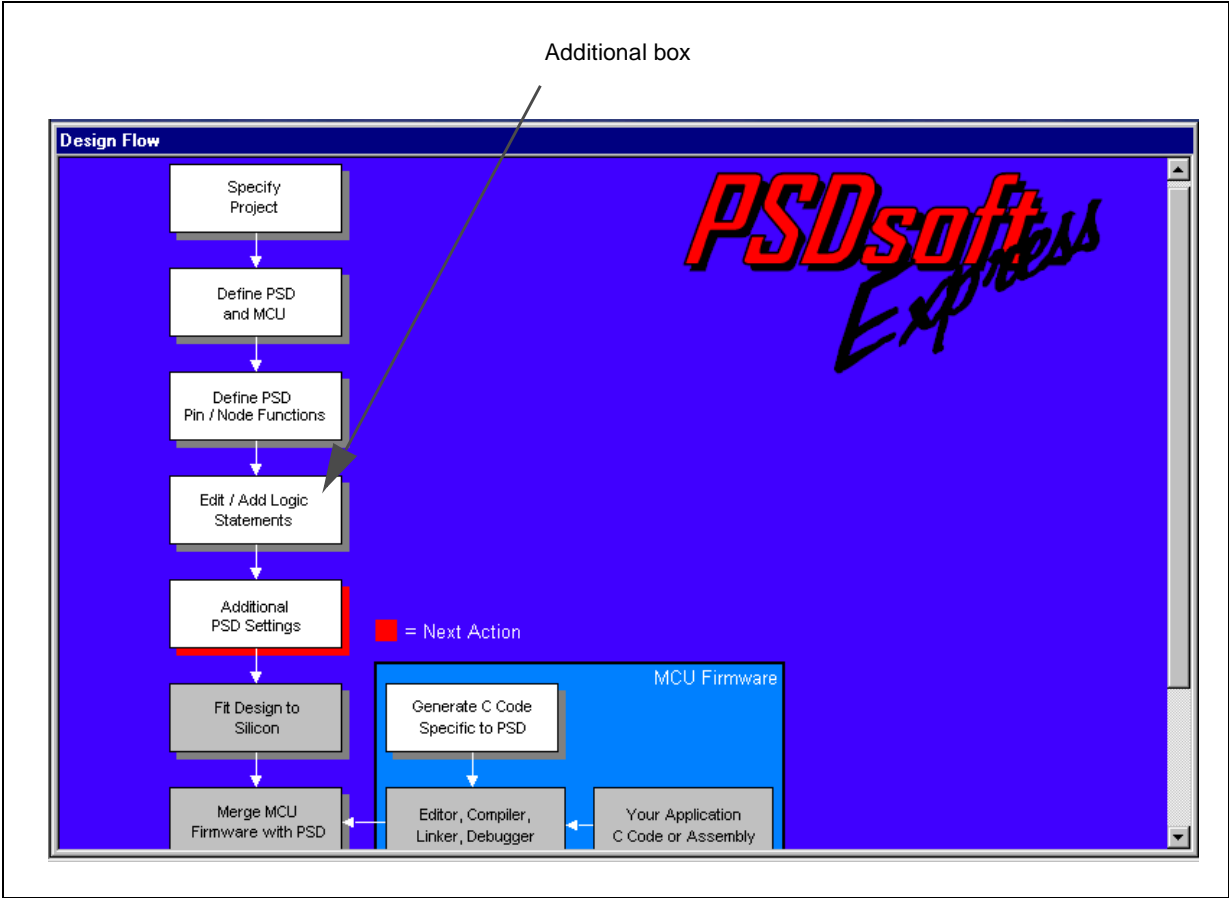 Additional box
Design Flow
PSDsoft
Express
Specify
Project
Define PSD
and MCU
Define PSD
Pin / Node Functions
Edit / Add Logic
Statements
Additional
PSD Settings
= Next Action
MCU Firmware
Fit Design to
Silicon
Generate C Code
Specific to PSD
Merge MCU
Firmware with PSD
Editor, Compiler,
Linker, Debugger
Your Application
C Code or Assembly